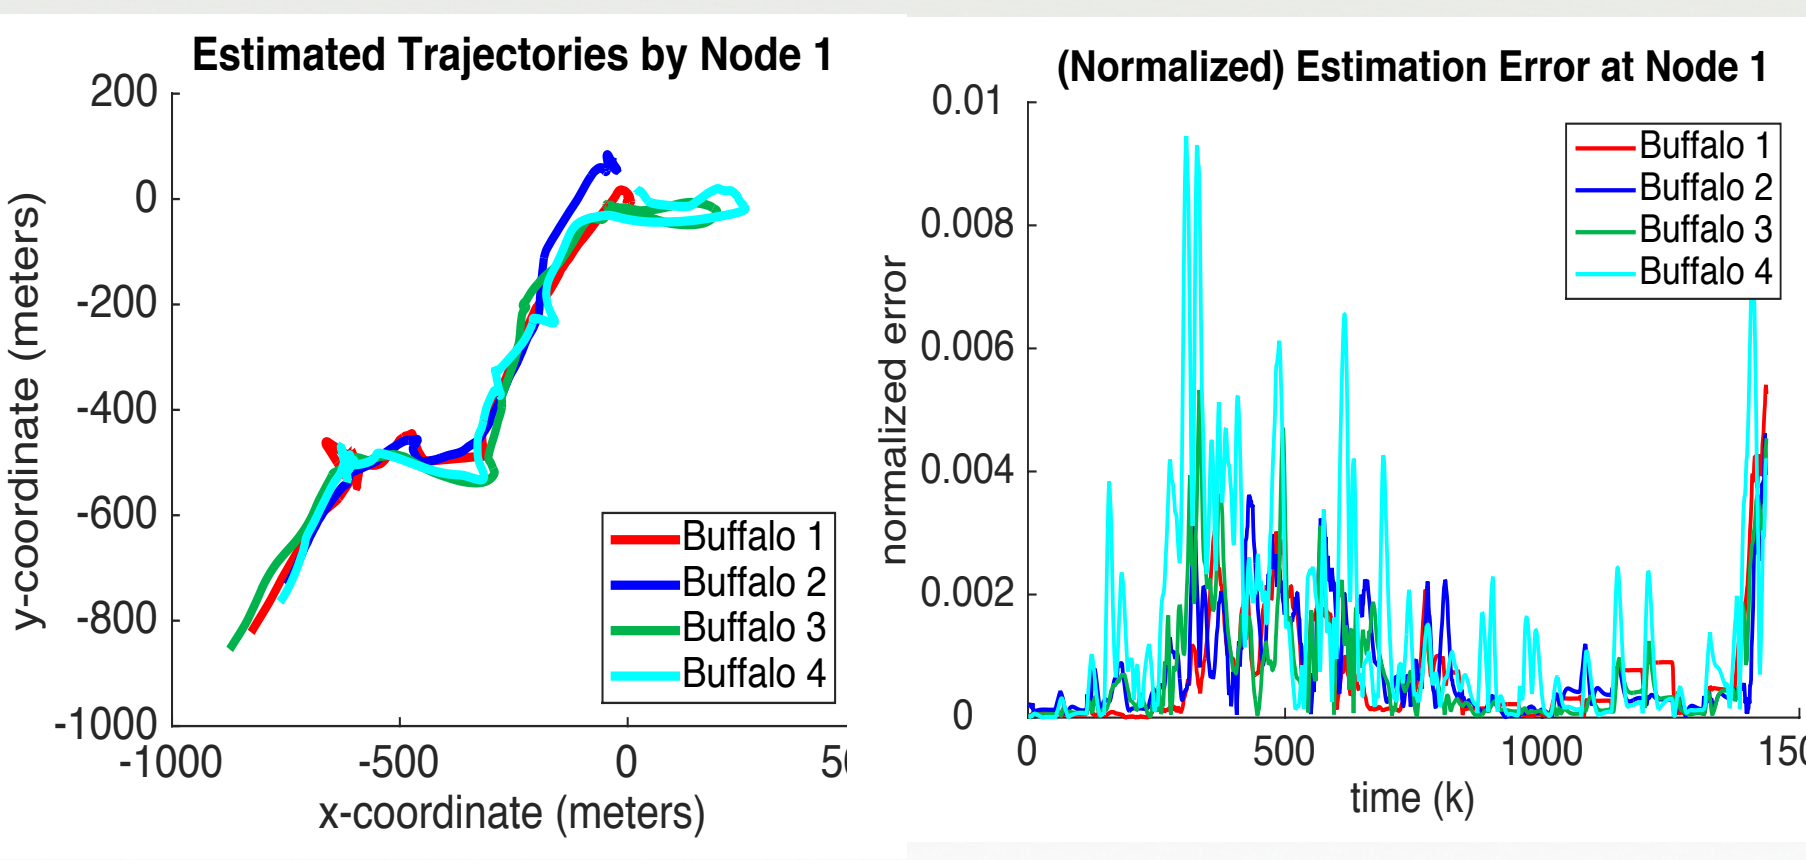 Estimated Trajectories by Node 1
200
0
-200
-400
-600
-800
-1000
y-coordinate (meters)
-1000
-500
0
x-coordinate (meters)
Buffalo 1
Buffalo 2
Buffalo 3
Buffalo 4
(Normalized) Estimation Error at Node 1
0.01
0.008
0.006
0.004
0.002
0
normalized error
0
500
1000
time (k)
Buffalo 1
Buffalo 2
Buffalo 3
Buffalo 4